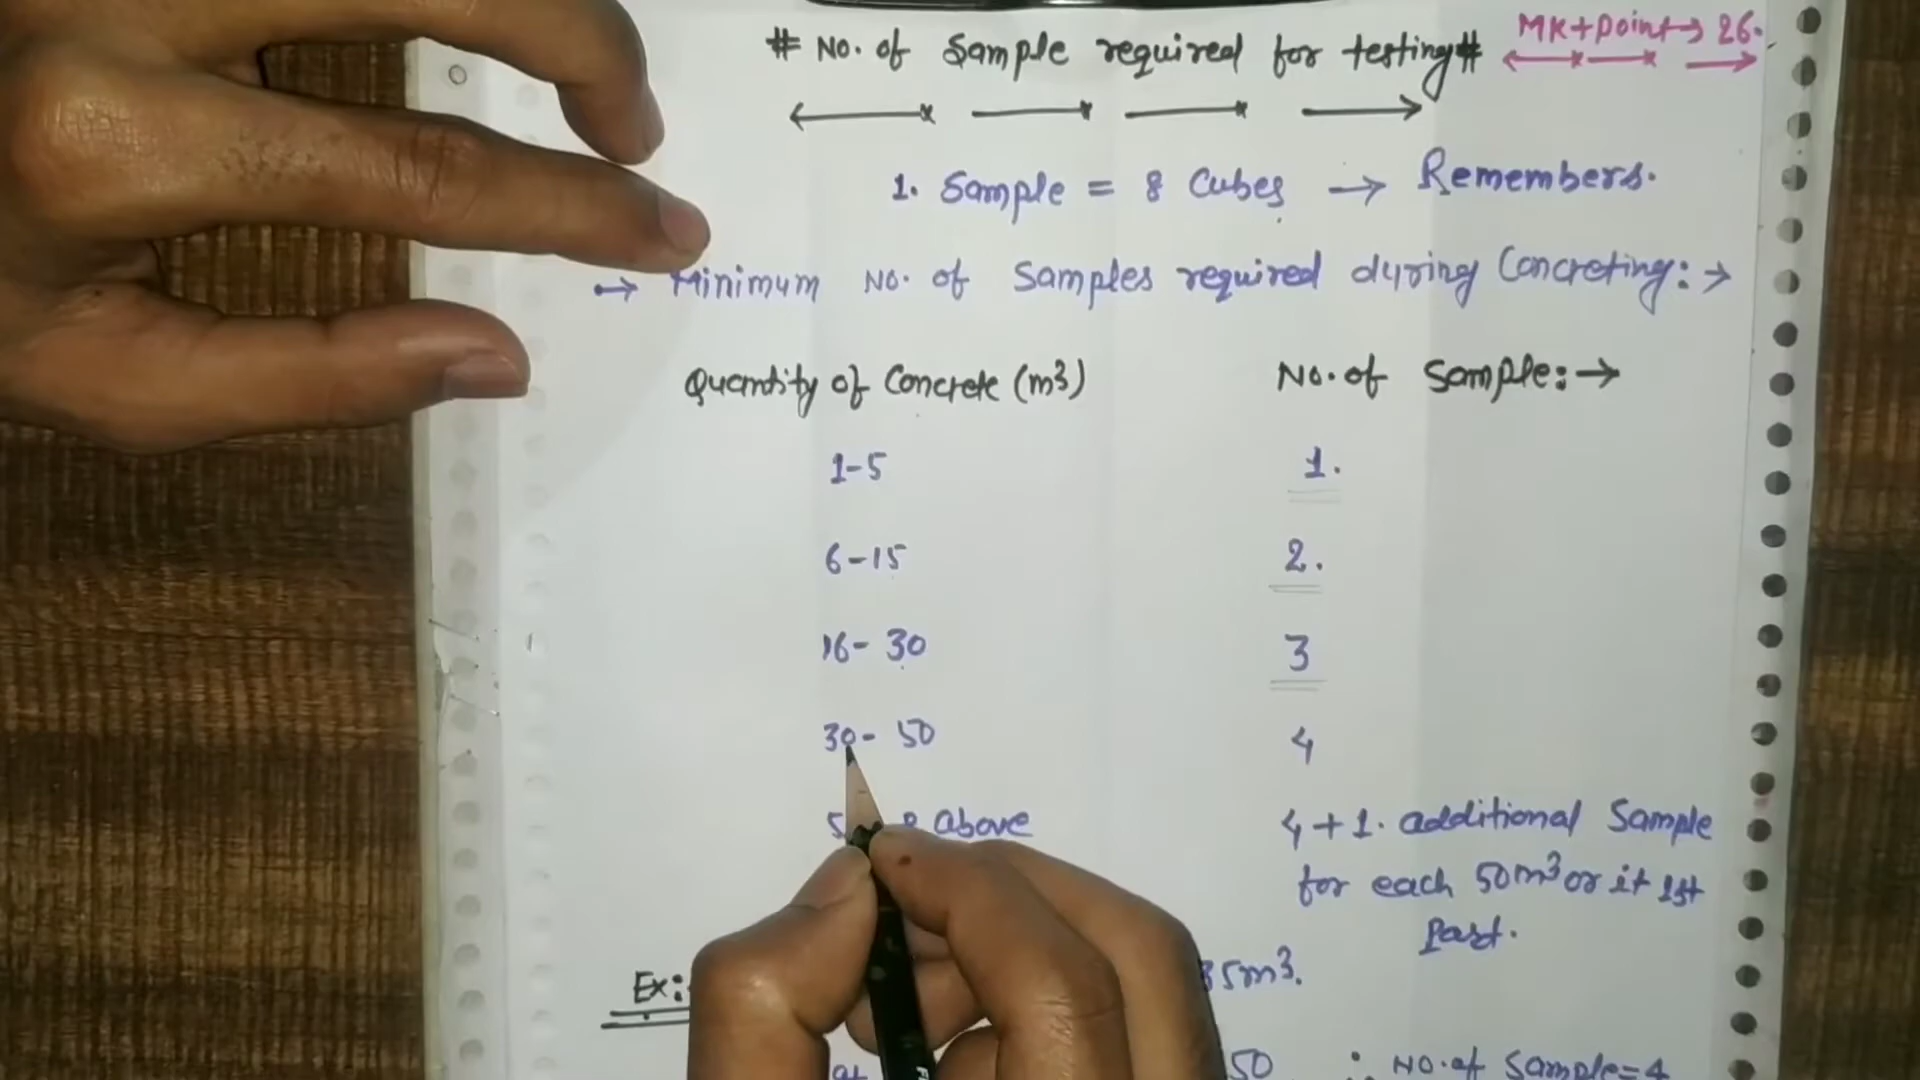 # No. of Sample required for testing#
MK+point→ 26.
1. Sample = 8 Cubes → Remembers.
→ Minimum No. of Samples required during Concreting:→
Quantity of Concrete (m3) No. of Sample:→
1-5 1.
6-15 2.
16- 30 3
30- 50 4
& above 4+1. additional Sample
for each 50m3 or it 1st
Part.
Ex: 35m3.
50 ∴ No. of Sample=4